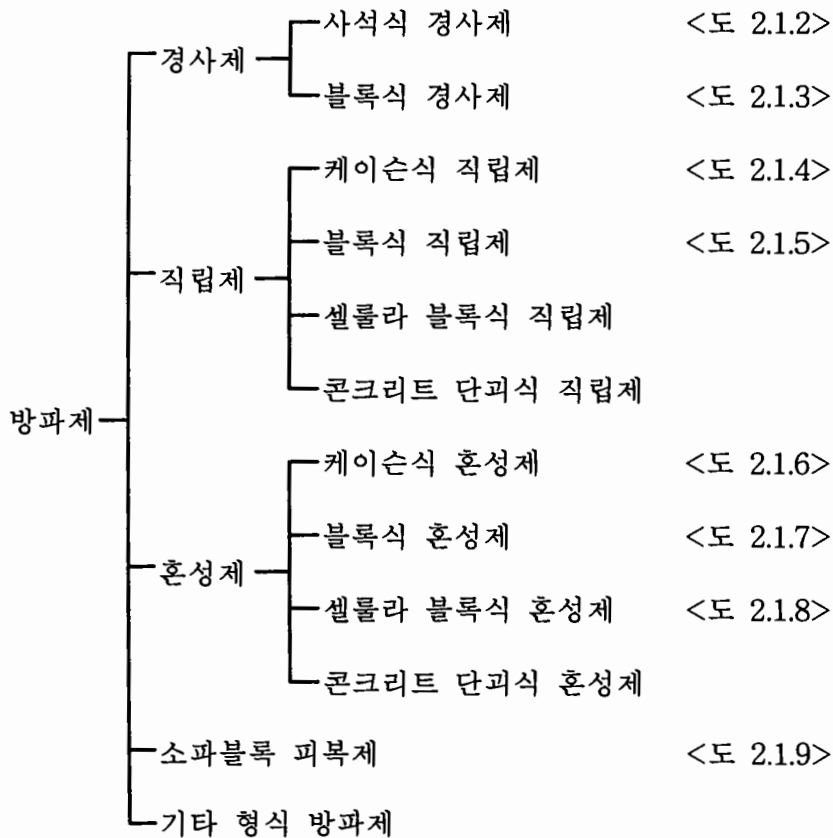 사석식 경사제 <도 2.1.2>
경사제
블록식 경사제 <도 2.1.3>
케이슨식 직립제 <도 2.1.4>
블록식 직립제 <도 2.1.5>
직립제
셀룰라 블록식 직립제
콘크리트 단괴식 직립제
방파제
케이슨식 혼성제 <도 2.1.6>
블록식 혼성제 <도 2.1.7>
혼성제
셀룰라 블록식 혼성제 <도 2.1.8>
콘크리트 단괴식 혼성제
소파블록 피복제 <도 2.1.9>
기타 형식 방파제